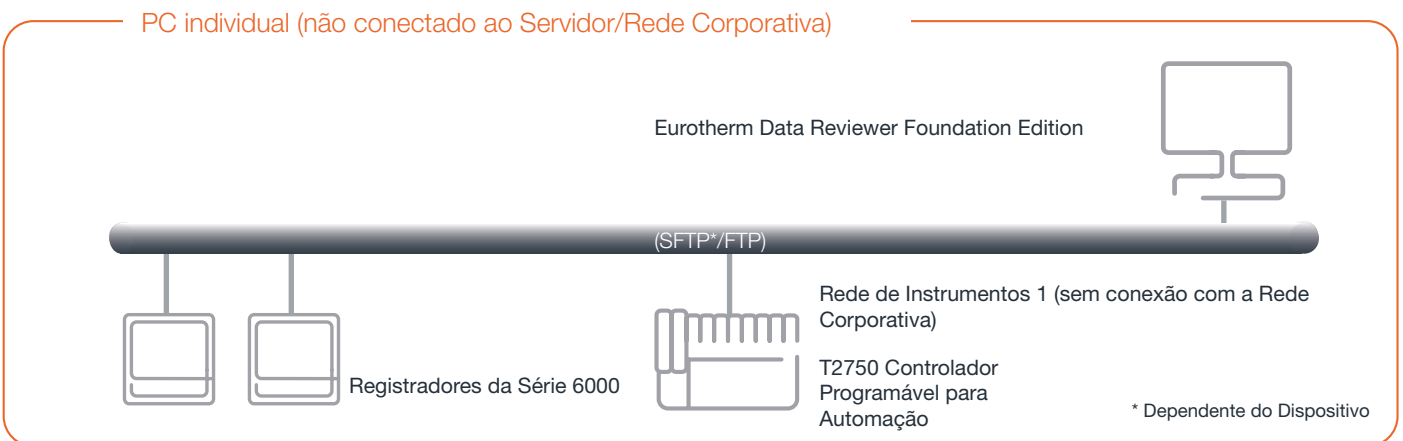 PC individual (não conectado ao Servidor/Rede Corporativa)
Eurotherm Data Reviewer Foundation Edition
(SFTP*/FTP)
Rede de Instrumentos 1 (sem conexão com a Rede
Corporativa)
Registradores da Série 6000
T2750 Controlador
Programável para
Automação
* Dependente do Dispositivo